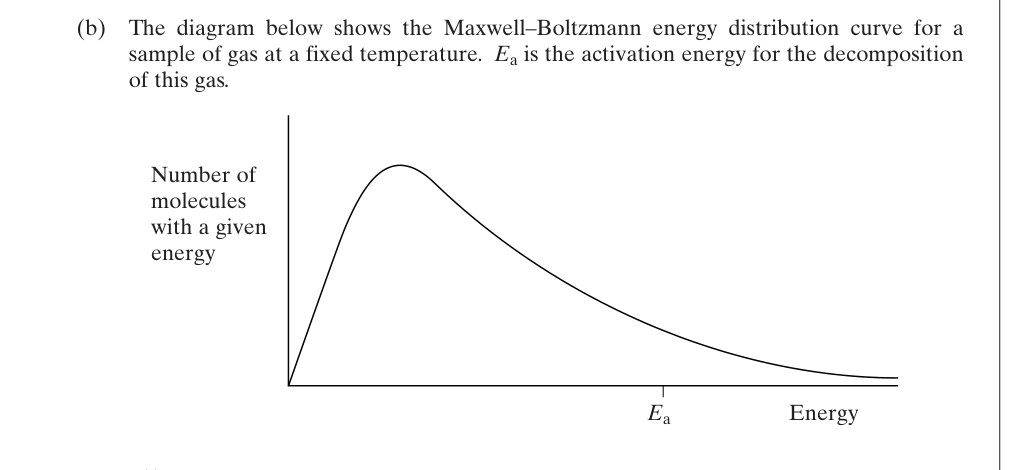 (b) The diagram below shows the Maxwell–Boltzmann energy distribution curve for a
sample of gas at a fixed temperature. Eₐ is the activation energy for the decomposition
of this gas.
Number of
molecules
with a given
energy
Eₐ
Energy